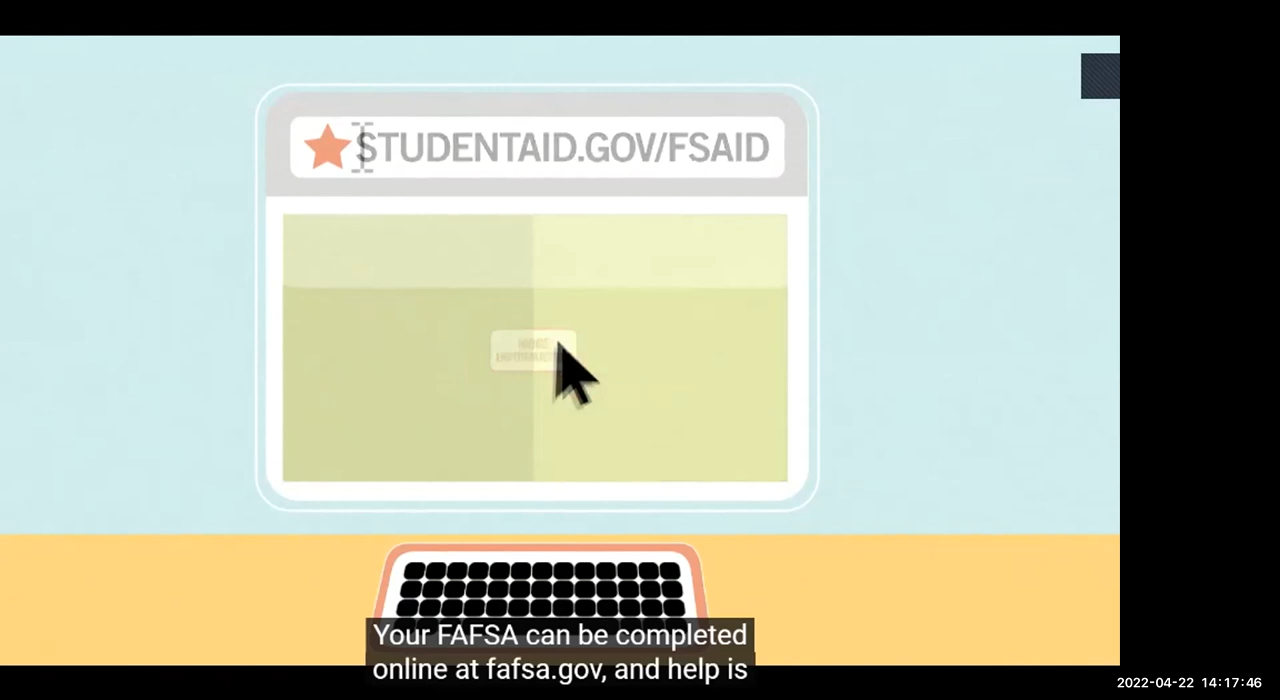 STUDENTAID.GOV/FSAID
Your FAFSA can be completed
online at fafsa.gov, and help is
2022-04-22 14:17:46